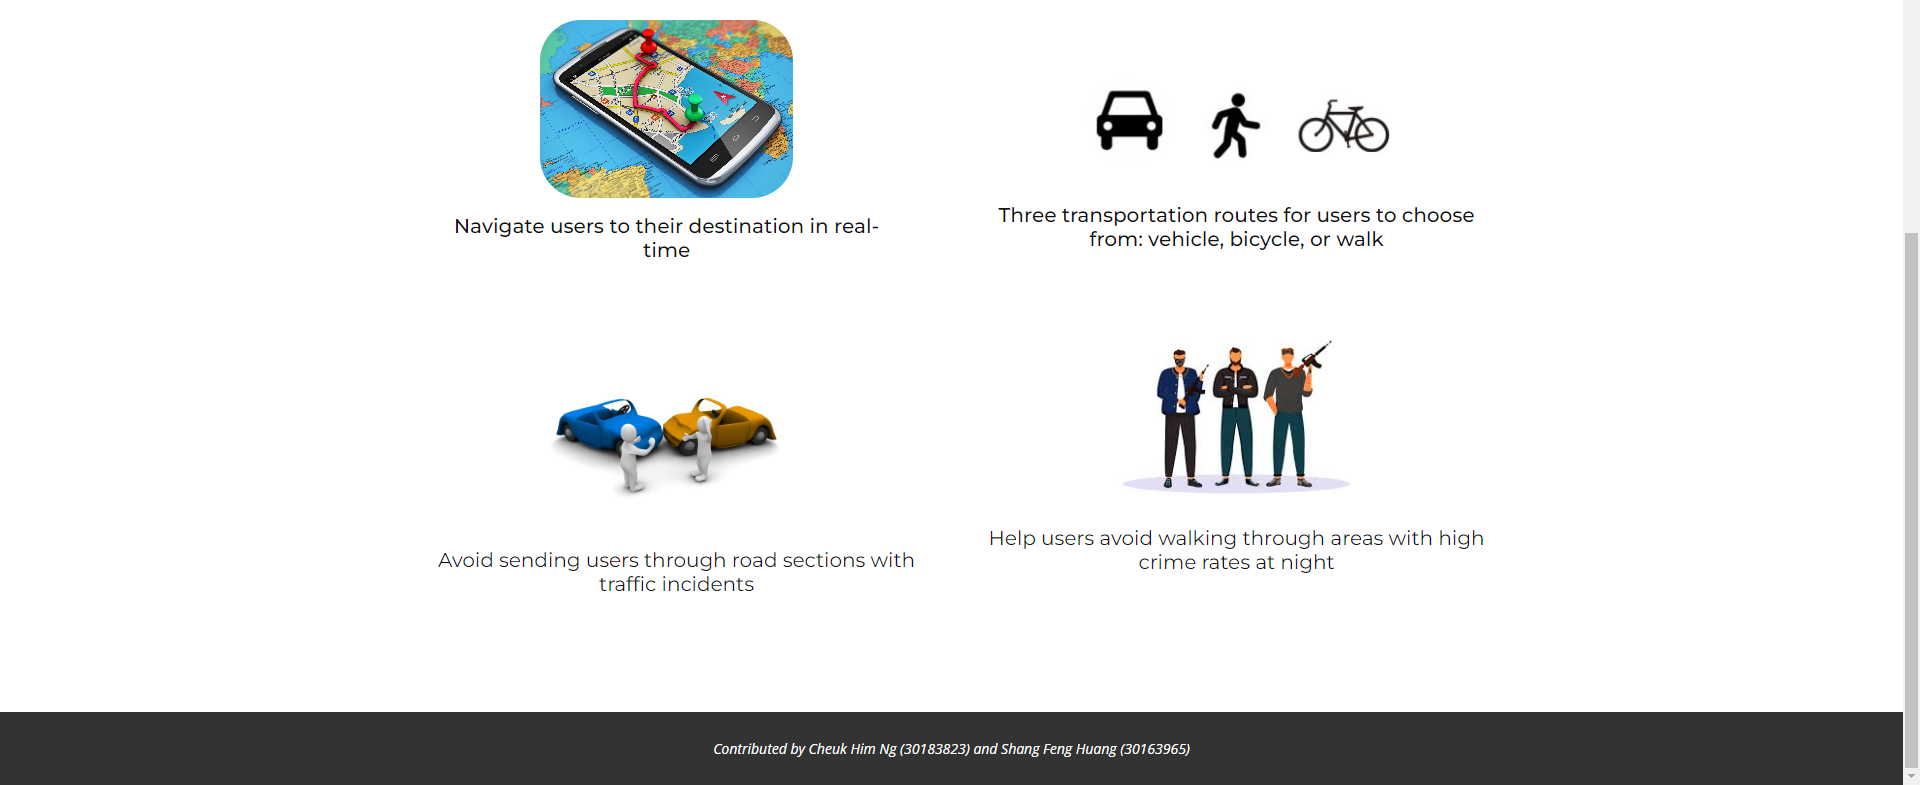 Navigate users to their destination in real-
time
Three transportation routes for users to choose
from: vehicle, bicycle, or walk
Avoid sending users through road sections with
traffic incidents
Help users avoid walking through areas with high
crime rates at night
Contributed by Cheuk Him Ng (30183823) and Shang Feng Huang (30163965)